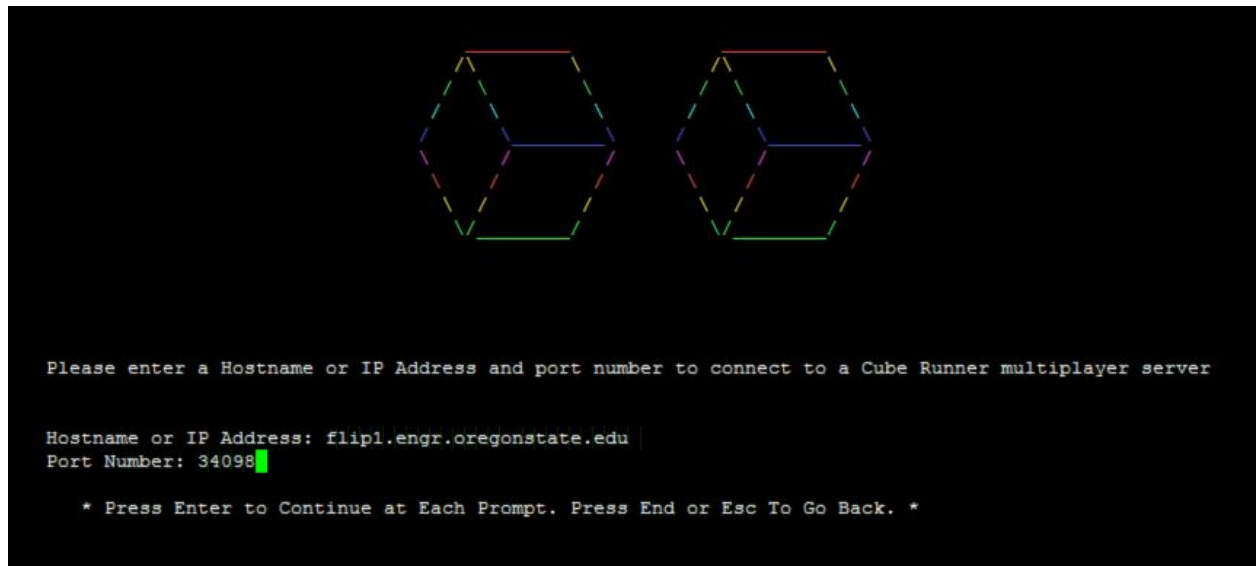 Please enter a Hostname or IP Address and port number to connect to a Cube Runner multiplayer server
Hostname or IP Address: flip1.engr.oregonstate.edu
Port Number: 34098
* Press Enter to Continue at Each Prompt. Press End or Esc To Go Back. *